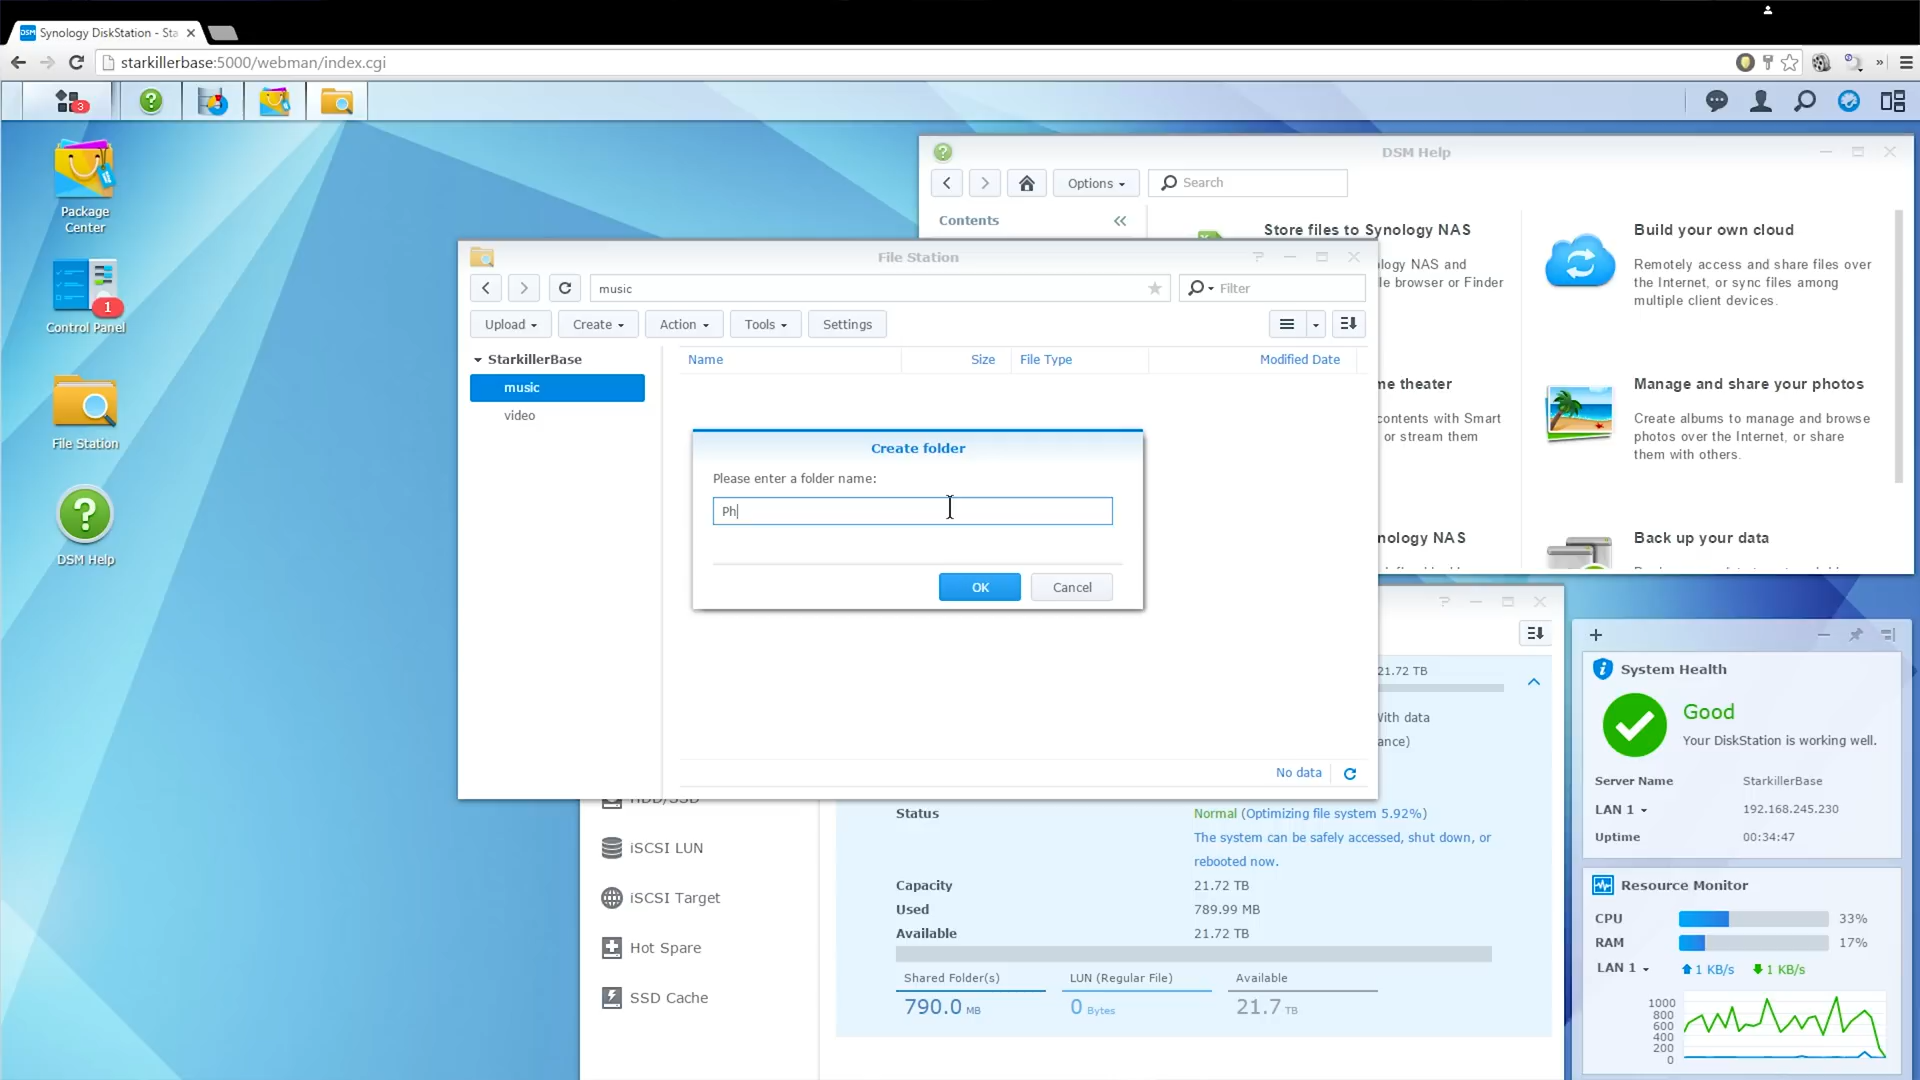 Synology DiskStation - Sta
starkillerbase:5000/webman/index.cgi
3
Package
Center
1
Control Panel
File Station
DSM Help
DSM Help
Options
Search
Contents
Store files to Synology NAS
logy NAS and
le browser or Finder
Build your own cloud
Remotely access and share files over
the Internet, or sync files among
multiple client devices.
me theater
contents with Smart
or stream them
Manage and share your photos
Create albums to manage and browse
photos over the Internet, or share
them with others.
nology NAS
Back up your data
File Station
music
Filter
Upload
Create
Action
Tools
Settings
StarkillerBase
music
video
Name
Size
File Type
Modified Date
Create folder
Please enter a folder name:
Ph
OK
Cancel
No data
21.72 TB
With data
ance)
HDD/SSD
iSCSI LUN
iSCSI Target
Hot Spare
SSD Cache
Status
Normal (Optimizing file system 5.92%)
The system can be safely accessed, shut down, or
rebooted now.
Capacity
21.72 TB
Used
789.99 MB
Available
21.72 TB
Shared Folder(s)
790.0 MB
LUN (Regular File)
0 Bytes
Available
21.7 TB
System Health
Good
Your DiskStation is working well.
Server Name
StarkillerBase
LAN 1
192.168.245.230
Uptime
00:34:47
Resource Monitor
CPU
33%
RAM
17%
LAN 1
1 KB/s
1 KB/s
1000
800
600
400
200
0